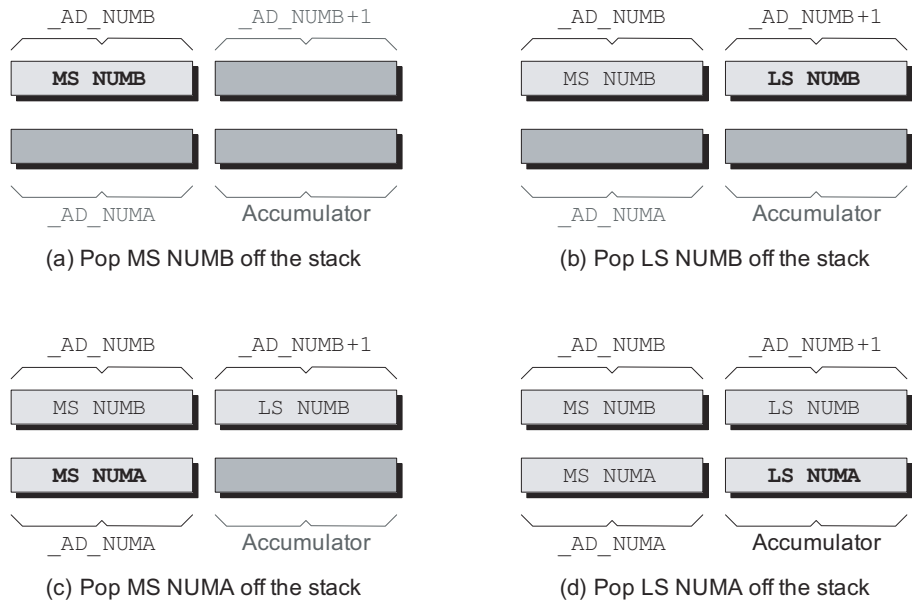 _AD_NUMB _AD_NUMB+1
MS NUMB
_AD_NUMA Accumulator
(a) Pop MS NUMB off the stack
_AD_NUMB _AD_NUMB+1
MS NUMB LS NUMB
_AD_NUMA Accumulator
(b) Pop LS NUMB off the stack
_AD_NUMB _AD_NUMB+1
MS NUMB LS NUMB
MS NUMA
_AD_NUMA Accumulator
(c) Pop MS NUMA off the stack
_AD_NUMB _AD_NUMB+1
MS NUMB LS NUMB
MS NUMA LS NUMA
_AD_NUMA Accumulator
(d) Pop LS NUMA off the stack